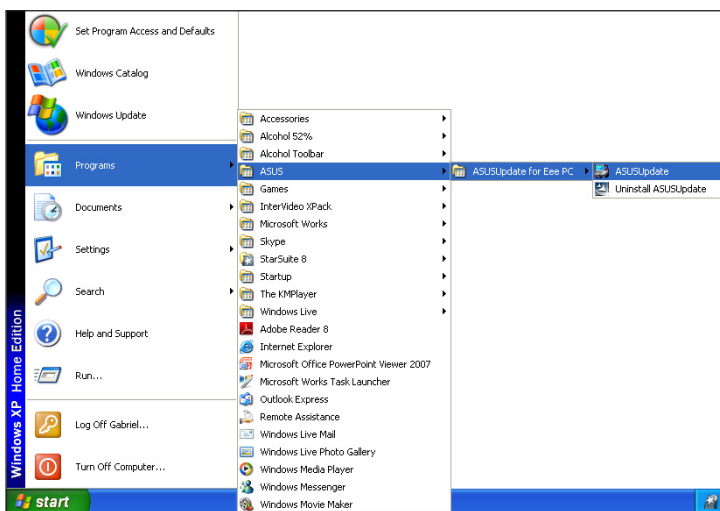 Set Program Access and Defaults
Windows Catalog
Windows Update
Programs
Documents
Settings
Search
Help and Support
Run...
Log Off Gabriel...
Turn Off Computer...
Windows XP Home Edition
start
Accessories
Alcohol 52%
Alcohol Toolbar
ASUS
Games
InterVideo XPack
Microsoft Works
Skype
StarSuite 8
Startup
The KMPlayer
Windows Live
Adobe Reader 8
Internet Explorer
Microsoft Office PowerPoint Viewer 2007
Microsoft Works Task Launcher
Outlook Express
Remote Assistance
Windows Live Mail
Windows Live Photo Gallery
Windows Media Player
Windows Messenger
Windows Movie Maker
ASUSUpdate for Eee PC
ASUSUpdate
Uninstall ASUSUpdate